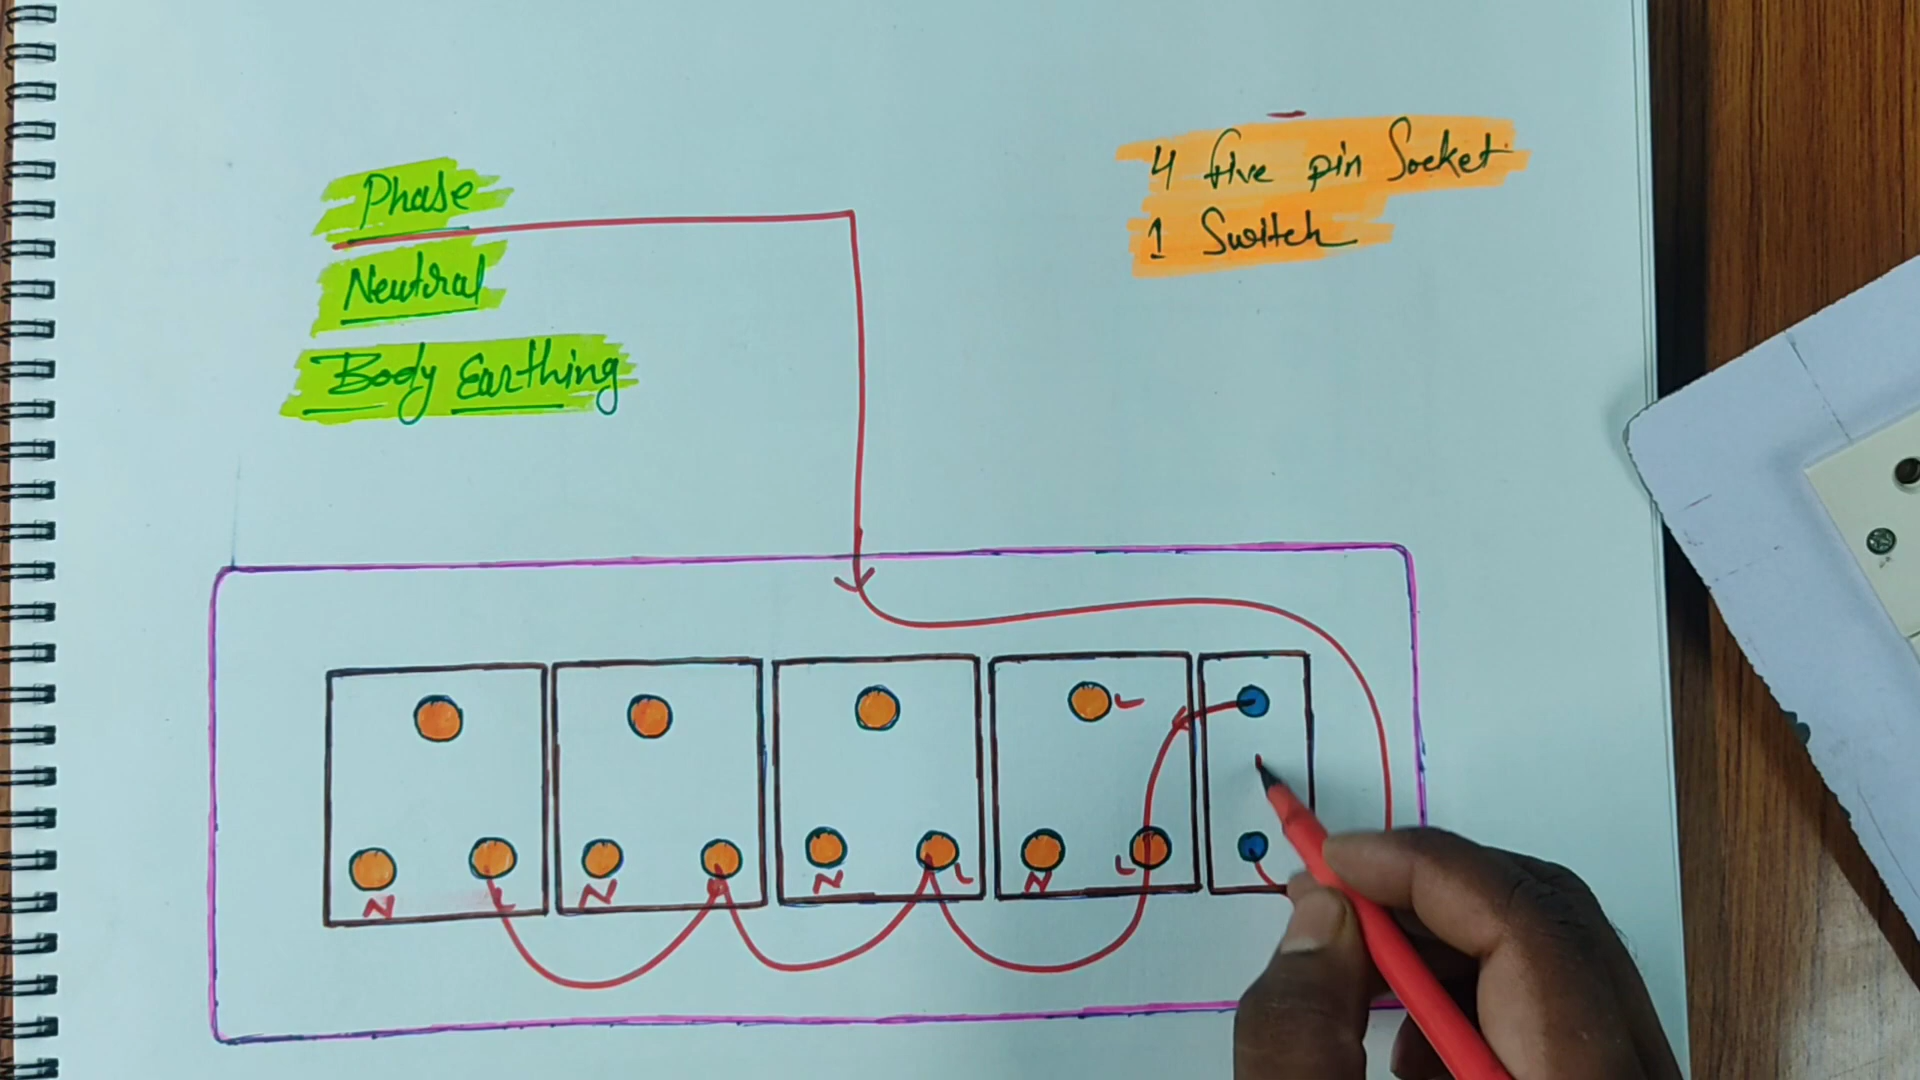 Phase
Neutral
Body Earthing
4 five pin Socket
1 Switch
L
N
L
N
N
L
N
L